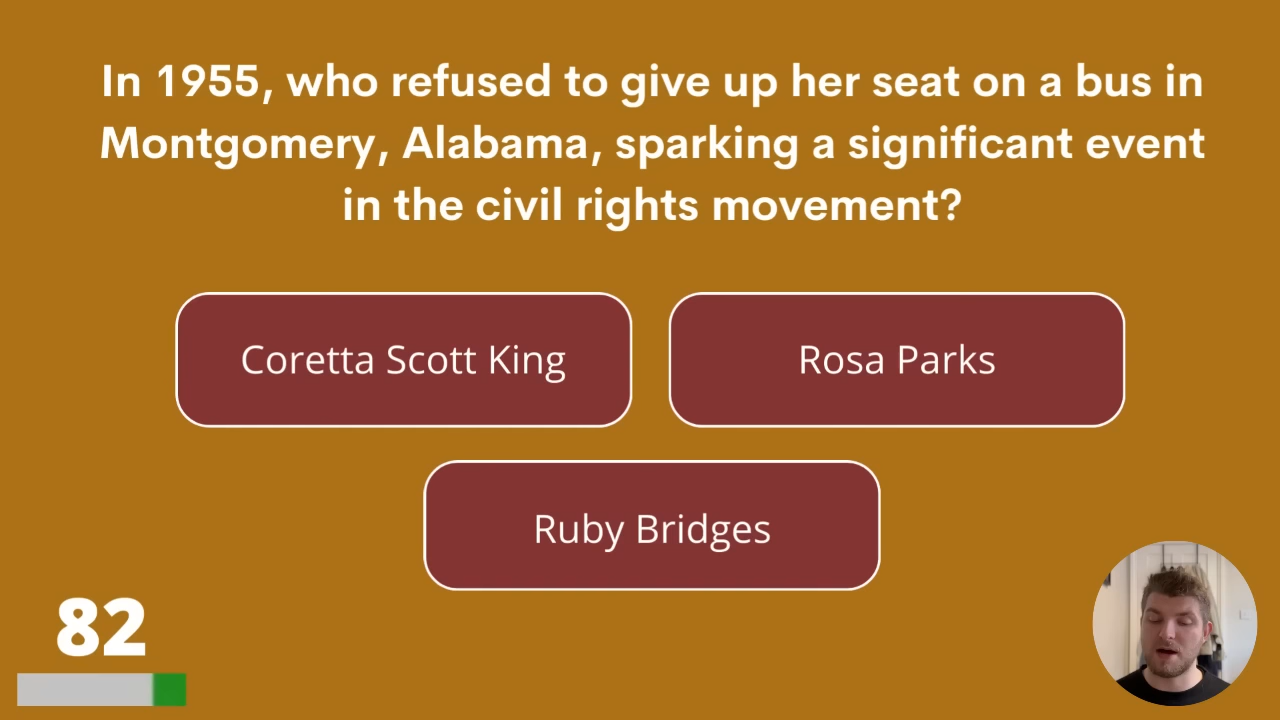 In 1955, who refused to give up her seat on a bus in
Montgomery, Alabama, sparking a significant event
in the civil rights movement?
Coretta Scott King
Rosa Parks
Ruby Bridges
82